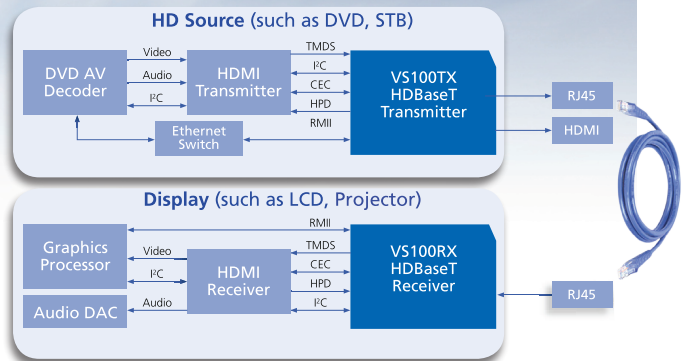 HD Source (such as DVD, STB)
DVD AV
Decoder
Video
Audio
I²C
HDMI
Transmitter
TMDS
I²C
CEC
HPD
RMII
VS100TX
HDBaseT
Transmitter
Ethernet
Switch
RJ45
HDMI
Display (such as LCD, Projector)
Graphics
Processor
Audio DAC
RMII
Video
I²C
Audio
HDMI
Receiver
TMDS
CEC
HPD
I²C
VS100RX
HDBaseT
Receiver
RJ45